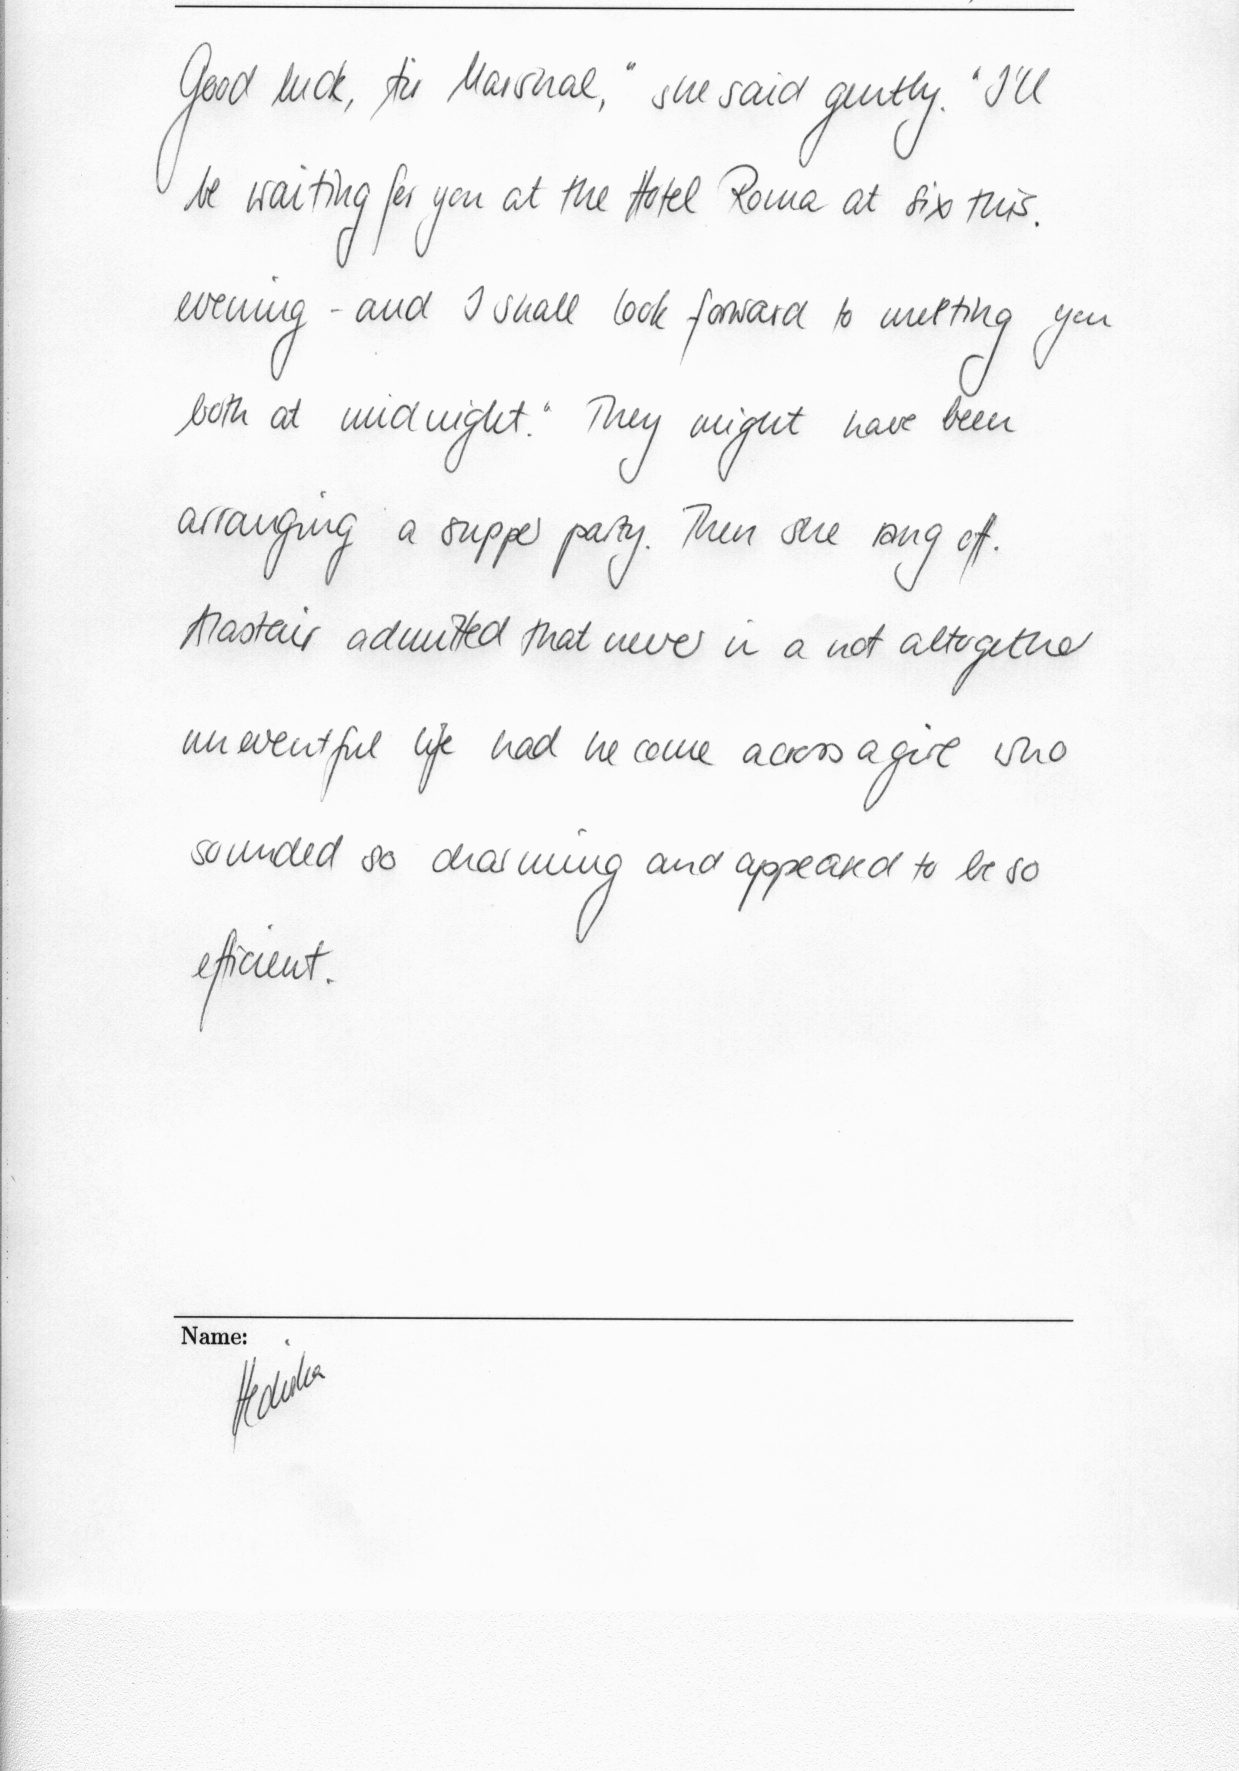 Good luck, Air Marshal," she said gently. "I'll
be waiting for you at the Hotel Roma at six this.
evening - and I shall look forward to meeting you
both at midnight." They might have been
arranging a supper party. Then she rang off.
Alastair admitted that never in a not altogether
uneventful life had he come across a girl who
sounded so charming and appeared to be so
efficient.
Name: